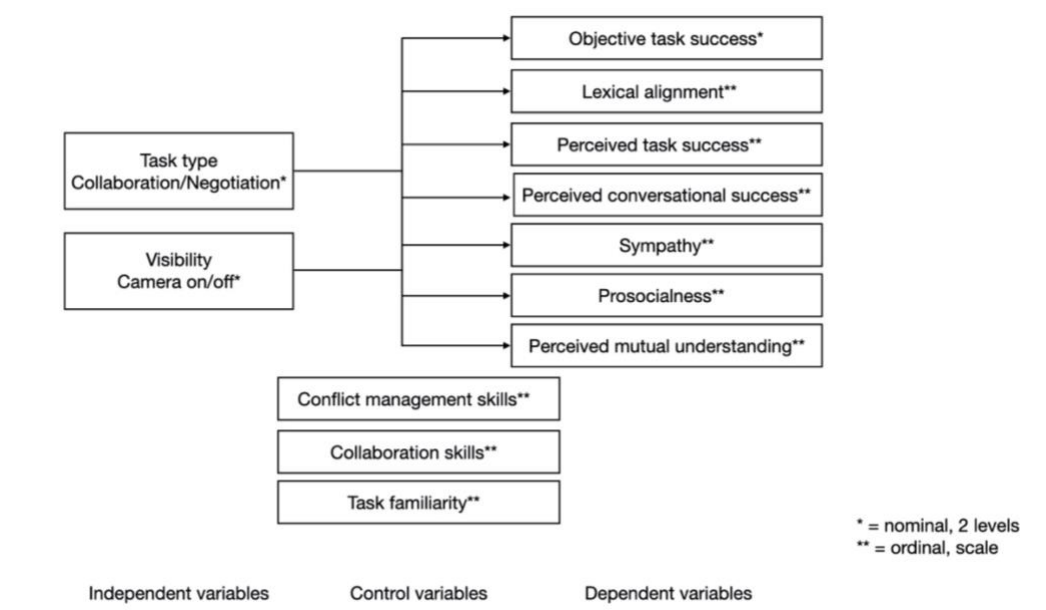 Objective task success*
Lexical alignment**
Task type
Collaboration/Negotiation*
Perceived task success**
Perceived conversational success**
Visibility
Camera on/off*
Sympathy**
Prosocialness**
Perceived mutual understanding**
Conflict management skills**
Collaboration skills**
Task familiarity**
* = nominal, 2 levels
** = ordinal, scale
Independent variables
Control variables
Dependent variables